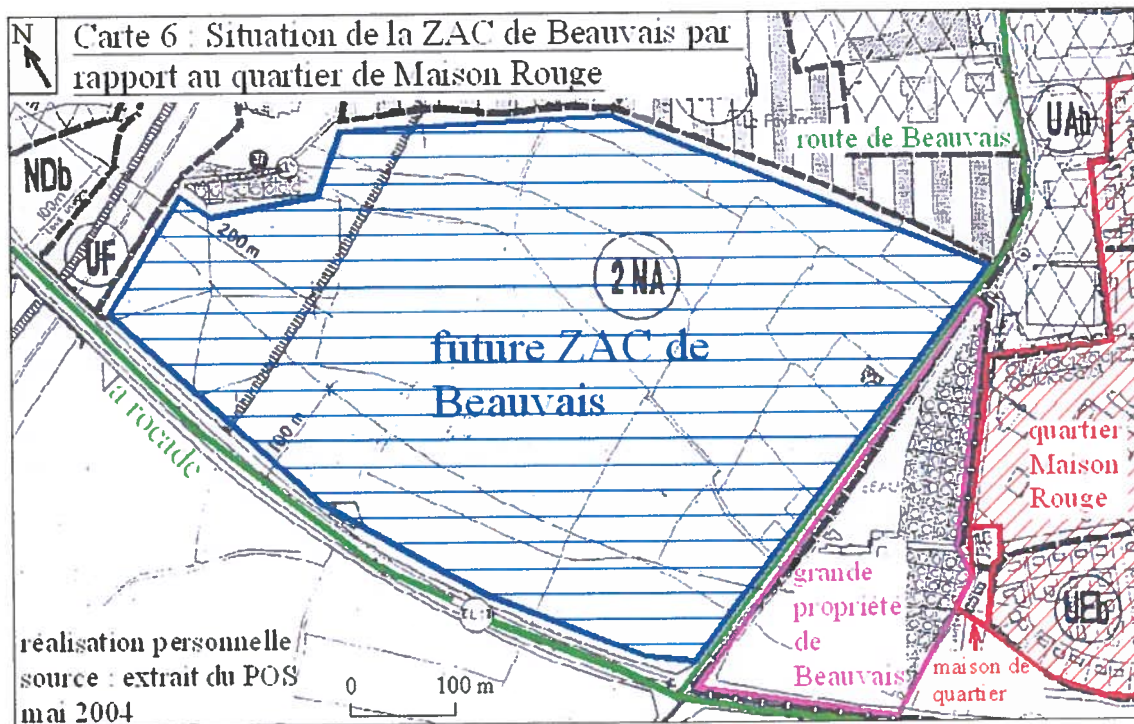 N
Carte 6 : Situation de la ZAC de Beauvais par
rapport au quartier de Maison Rouge
route de Beauvais
UAb
NDb
100m
UF
200 m
2 NA
future ZAC de
Beauvais
100 m
a rocade
quartier
Maison
Rouge
grande
propriète
de
Beauvais
UEb
maison de
quartier
réalisation personnelle
source : extrait du POS
mai 2004
0 100 m